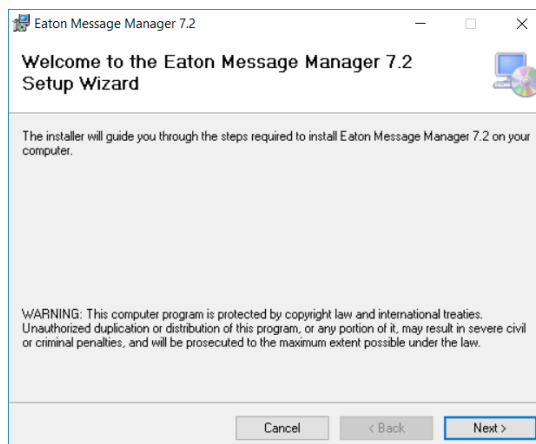 Eaton Message Manager 7.2
Welcome to the Eaton Message Manager 7.2
Setup Wizard
The installer will guide you through the steps required to install Eaton Message Manager 7.2 on your
computer.
WARNING: This computer program is protected by copyright law and international treaties.
Unauthorized duplication or distribution of this program, or any portion of it, may result in severe civil
or criminal penalties, and will be prosecuted to the maximum extent possible under the law.
Cancel
< Back
Next >